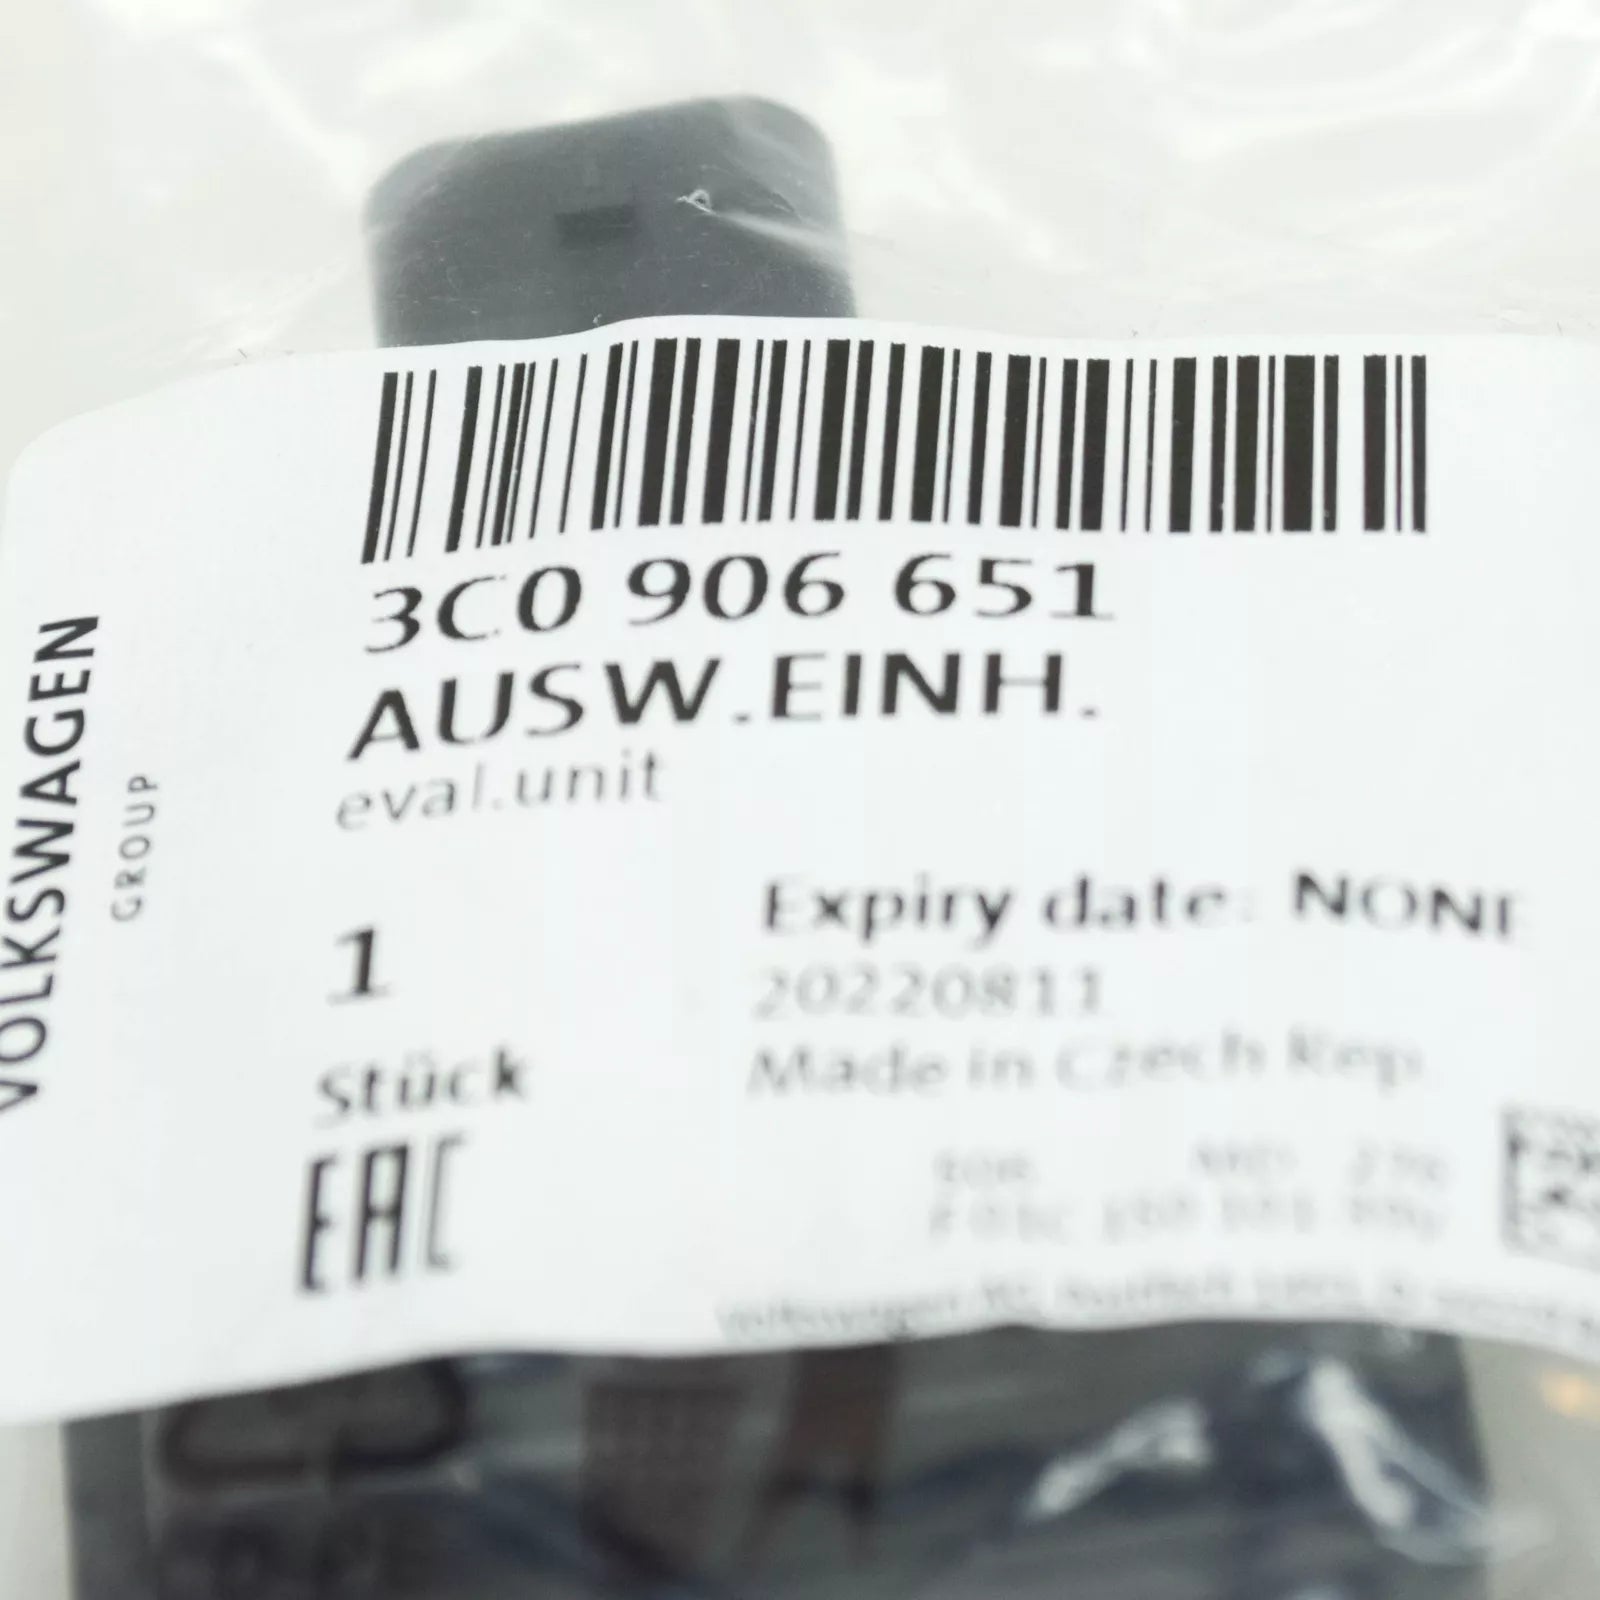 3C0 906 651
AUSW.EINH.
eval.unit
VOLKSWAGEN
GROUP
1
Stück
Expiry date: NONE
20220811
Made in Czech Rep.
EAC